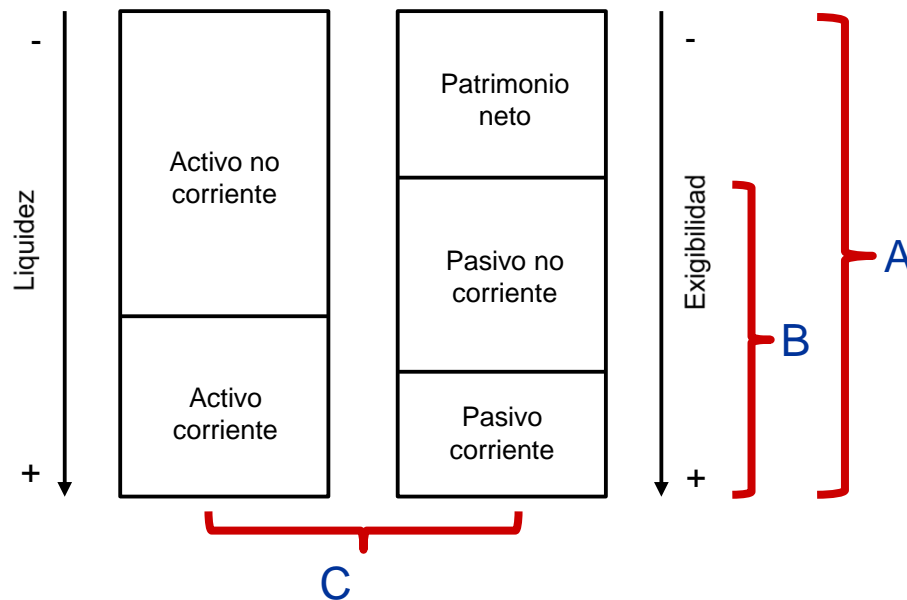 -
-
Patrimonio
neto
Activo no
corriente
Liquidez
Exigibilidad
A
Pasivo no
corriente
B
Activo
corriente
Pasivo
corriente
+
+
C